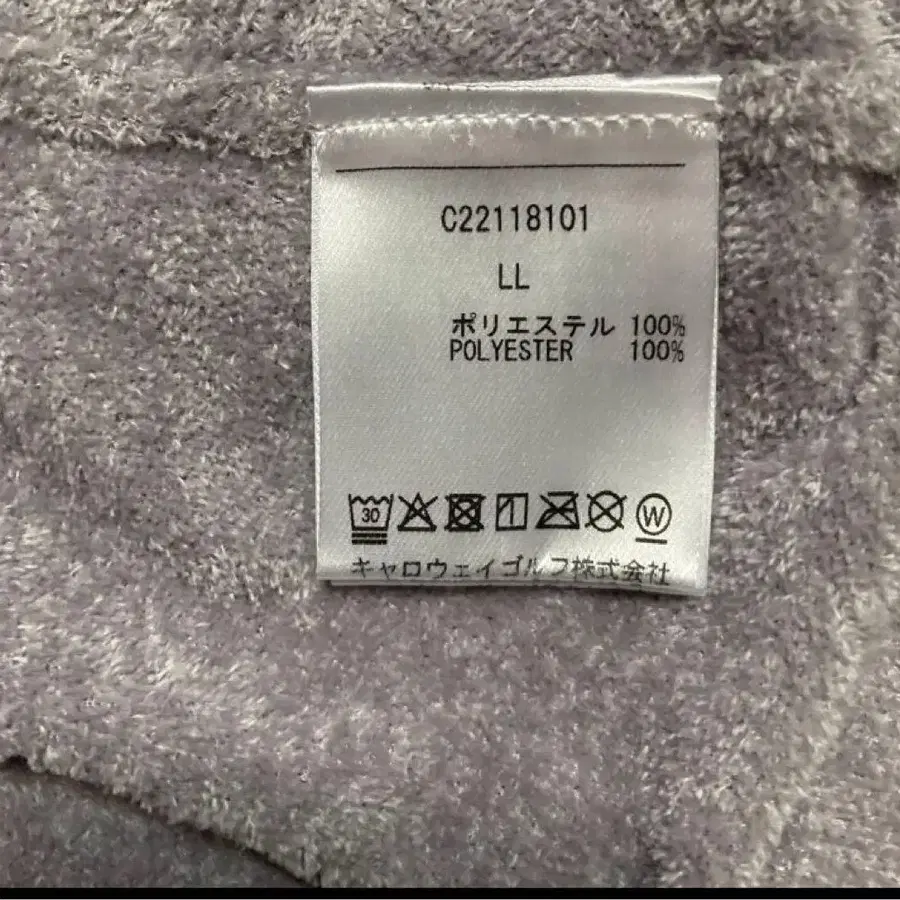 C22118101
LL
ポリエステル 100%
POLYESTER 100%
30 W
キャロウェイゴルフ株式会社